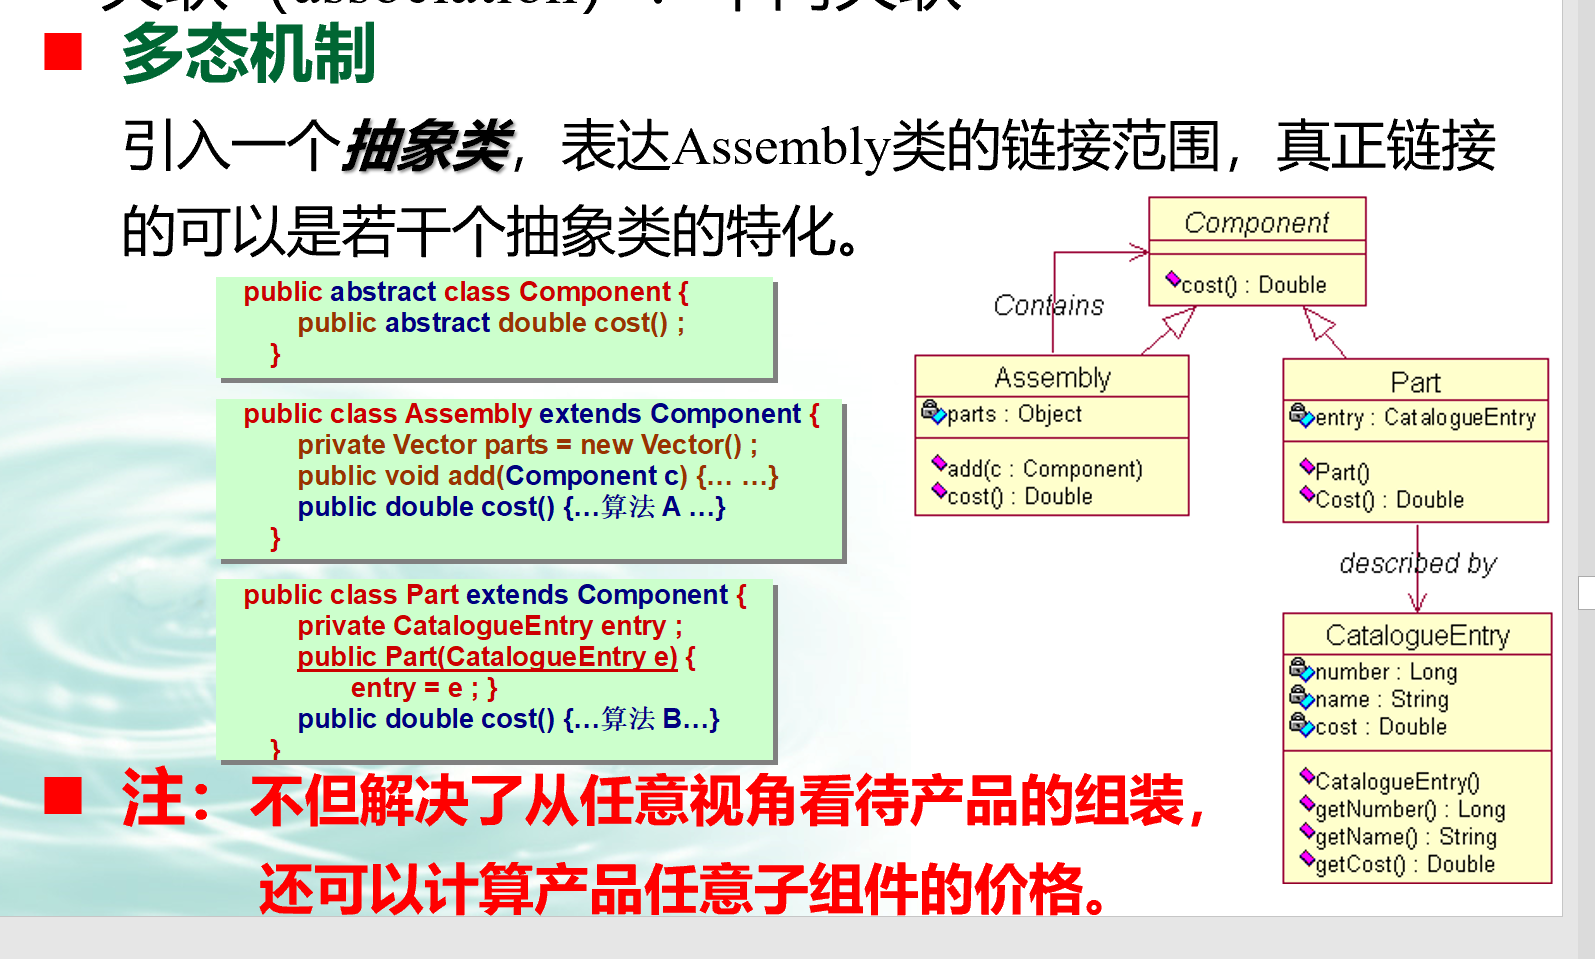 关联（association）：单向关联
多态机制
引入一个抽象类，表达Assembly类的链接范围，真正链接
的可以是若干个抽象类的特化。
public abstract class Component {
public abstract double cost() ;
}
public class Assembly extends Component {
private Vector parts = new Vector() ;
public void add(Component c) {… …}
public double cost() {…算法 A …}
}
public class Part extends Component {
private CatalogueEntry entry ;
public Part(CatalogueEntry e) {
entry = e ; }
public double cost() {…算法 B…}
}
Component
cost() : Double
Contains
Assembly
parts : Object
add(c : Component)
cost() : Double
Part
entry : CatalogueEntry
Part()
Cost() : Double
described by
CatalogueEntry
number : Long
name : String
cost : Double
CatalogueEntry()
getNumber() : Long
getName() : String
getCost() : Double
注：不但解决了从任意视角看待产品的组装，
还可以计算产品任意子组件的价格。